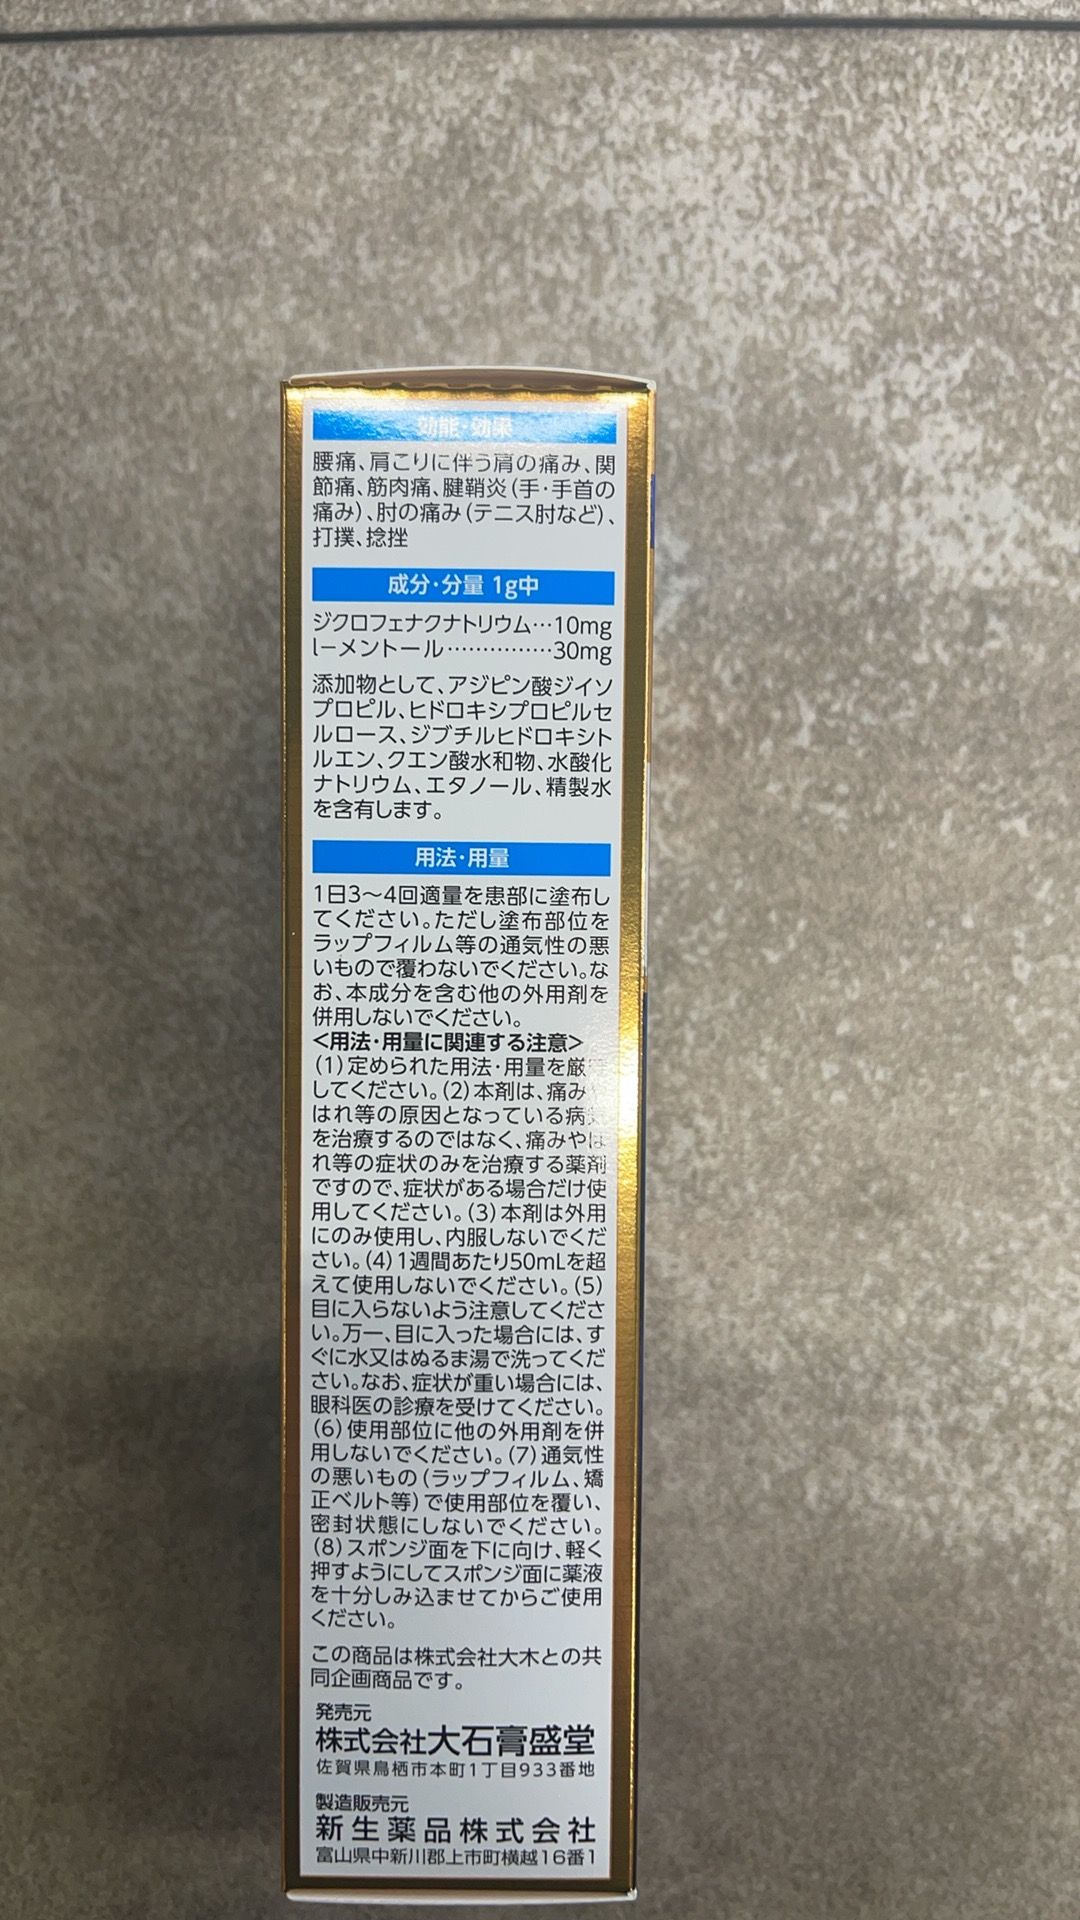 効能・効果
腰痛、肩こりに伴う肩の痛み、関
節痛、筋肉痛、腱鞘炎(手・手首の
痛み)、肘の痛み(テニス肘など)、
打撲、捻挫
成分・分量 1g中
ジクロフェナクナトリウム…10mg
l−メントール……………30mg
添加物として、アジピン酸ジイソ
プロピル、ヒドロキシプロピルセ
ルロース、ジブチルヒドロキシト
ルエン、クエン酸水和物、水酸化
ナトリウム、エタノール、精製水
を含有します。
用法・用量
1日3〜4回適量を患部に塗布し
てください。ただし塗布部位を
ラップフィルム等の通気性の悪
いもので覆わないでください。な
お、本成分を含む他の外用剤を
併用しないでください。
<用法・用量に関連する注意>
(1)定められた用法・用量を厳
してください。(2)本剤は、痛み
はれ等の原因となっている病
を治療するのではなく、痛みやは
れ等の症状のみを治療する薬剤
ですので、症状がある場合だけ使
用してください。(3)本剤は外用
にのみ使用し、内服しないでくだ
さい。(4)1週間あたり50mLを超
えて使用しないでください。(5)
目に入らないよう注意してくださ
い。万一、目に入った場合には、す
ぐに水又はぬるま湯で洗ってくだ
さい。なお、症状が重い場合には、
眼科医の診療を受けてください。
(6)使用部位に他の外用剤を併
用しないでください。(7)通気性
の悪いもの(ラップフィルム、矯
正ベルト等)で使用部位を覆い、
密封状態にしないでください。
(8)スポンジ面を下に向け、軽く
押すようにしてスポンジ面に薬液
を十分しみ込ませてからご使用
ください。
この商品は株式会社大木との共
同企画商品です。
発売元
株式会社大石膏盛堂
佐賀県鳥栖市本町1丁目933番地
製造販売元
新生薬品株式会社
富山県中新川郡上市町横越16番1